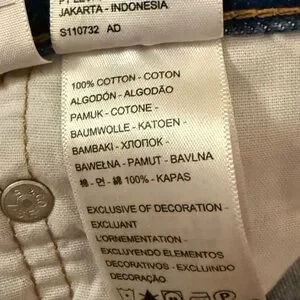 JAKARTA - INDONESIA
S110732 AD
100% COTTON - COTON
ALGODÓN - ALGODÃO
PAMUK - COTONE -
BAUMWOLLE - KATOEN -
BAMBAKI - ХЛОПОК -
BAWEŁNA - PAMUT - BAVLNA
棉 - 면 - 綿 100% - KAPAS
EXCLUSIVE OF DECORATION -
EXCLUANT
L'ORNEMENTATION -
EXCLUYENDO ELEMENTOS
DECORATIVOS - EXCLUINDO
DECORAÇÃO